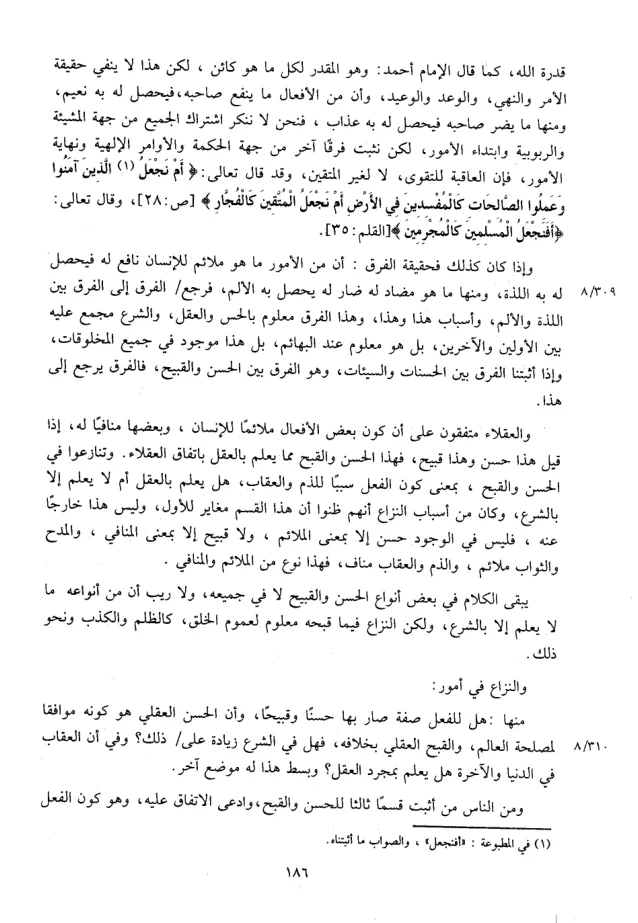 قدرة الله، كما قال الإمام أحمد: وهو المقدر لكل ما هو كائن ، لكن هذا لا ينفي حقيقة
الأمر والنهي، والوعد والوعيد، وأن من الأفعال ما ينفع صاحبه،فيحصل له به نعيم،
ومنها ما يضر صاحبه فيحصل له به عذاب ، فنحن لا ننكر اشتراك الجميع من جهة المشيئة
والربوبية وابتداء الأمور، لكن نثبت فرقًا آخر من جهة الحكمة والأوامر الإلهية ونهاية
الأمور، فإن العاقبة للتقوى، لا لغير المتقين، وقد قال تعالى:﴿ أَمْ نَجْعَلُ (١) الَّذِينَ آمَنُوا
وَعَمِلُوا الصَّالِحَاتِ كَالْمُفْسِدِينَ فِي الْأَرْضِ أَمْ نَجْعَلُ الْمُتَّقِينَ كَالْفُجَّارِ ﴾ [ص:٢٨]، وقال تعالى:
﴿أَفَنَجْعَلُ الْمُسْلِمِينَ كَالْمُجْرِمِينَ ﴾[القلم:٣٥].
وإذا كان كذلك فحقيقة الفرق : أن من الأمور ما هو ملائم للإنسان نافع له فيحصل
له به اللذة، ومنها ما هو مضاد له ضار له يحصل به الألم، فرجع/ الفرق إلى الفرق بين ٨/٣٠٩
اللذة والألم، وأسباب هذا وهذا، وهذا الفرق معلوم بالحس والعقل، والشرع مجمع عليه
بين الأولين والآخرين، بل هو معلوم عند البهائم، بل هذا موجود في جميع المخلوقات،
وإذا أثبتنا الفرق بين الحسنات والسيئات، وهو الفرق بين الحسن والقبيح، فالفرق يرجع إلى
هذا.
والعقلاء متفقون على أن كون بعض الأفعال ملائمًا للإنسان ، وبعضها منافيًا له، إذا
قيل هذا حسن وهذا قبيح، فهذا الحسن والقبح مما يعلم بالعقل باتفاق العقلاء. وتنازعوا في
الحسن والقبح ، بمعنى كون الفعل سببًا للذم والعقاب، هل يعلم بالعقل أم لا يعلم إلا
بالشرع، وكان من أسباب النزاع أنهم ظنوا أن هذا القسم مغاير للأول، وليس هذا خارجًا
عنه ، فليس في الوجود حسن إلا بمعنى الملائم ، ولا قبيح إلا بمعنى المنافي ، والمدح
والثواب ملائم ، والذم والعقاب مناف، فهذا نوع من الملائم والمنافي .
يبقى الكلام في بعض أنواع الحسن والقبيح لا في جميعه، ولا ريب أن من أنواعه ما
لا يعلم إلا بالشرع، ولكن النزاع فيما قبحه معلوم لعموم الخلق، كالظلم والكذب ونحو
ذلك.
والنزاع في أمور:
منها :هل للفعل صفة صار بها حسنًا وقبيحًا، وأن الحسن العقلي هو كونه موافقا
لمصلحة العالم، والقبح العقلي بخلافه، فهل في الشرع زيادة على/ ذلك؟ وفي أن العقاب ٨/٣١٠
في الدنيا والآخرة هل يعلم بمجرد العقل؟ وبسط هذا له موضع آخر.
ومن الناس من أثبت قسمًا ثالثا للحسن والقبح،وادعى الاتفاق عليه، وهو كون الفعل
(١) في المطبوعة : «أفنجعل» ، والصواب ما أثبتناه.
١٨٦